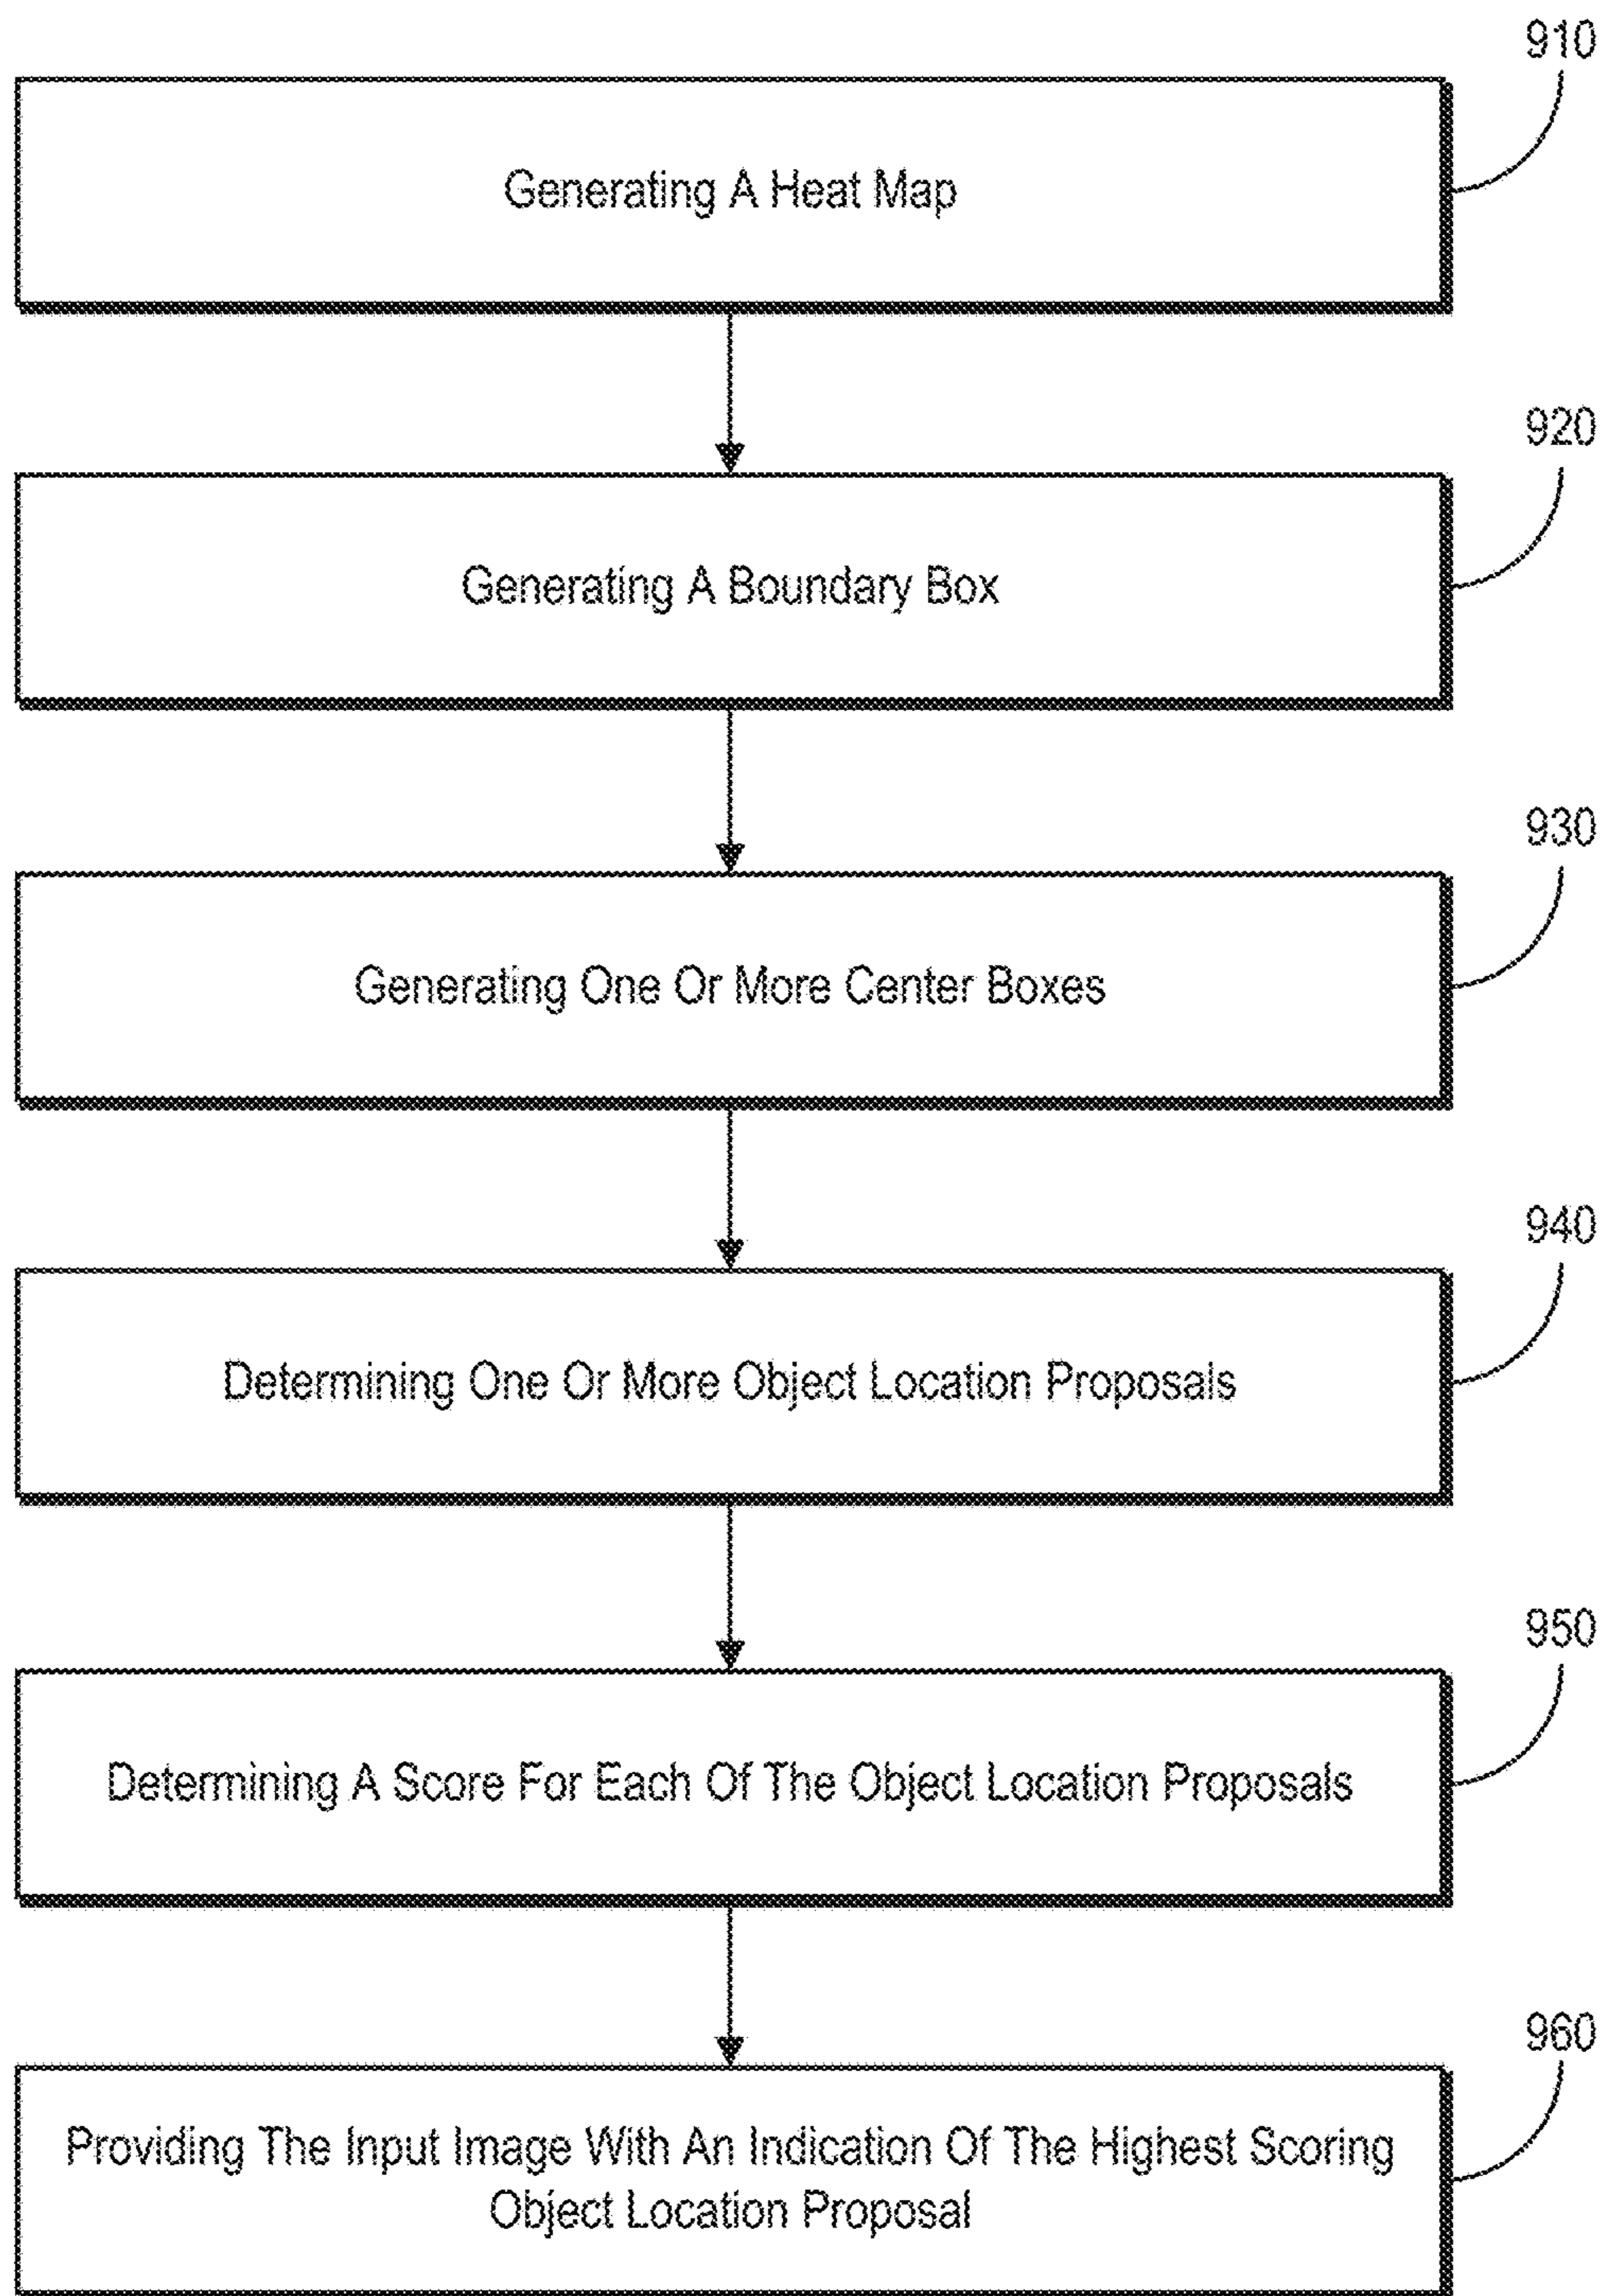 910
Generating A Heat Map
920
Generating A Boundary Box
930
Generating One Or More Center Boxes
940
Determining One Or More Object Location Proposals
950
Determining A Score For Each Of The Object Location Proposals
960
Providing The Input Image With An Indication Of The Highest Scoring
Object Location Proposal